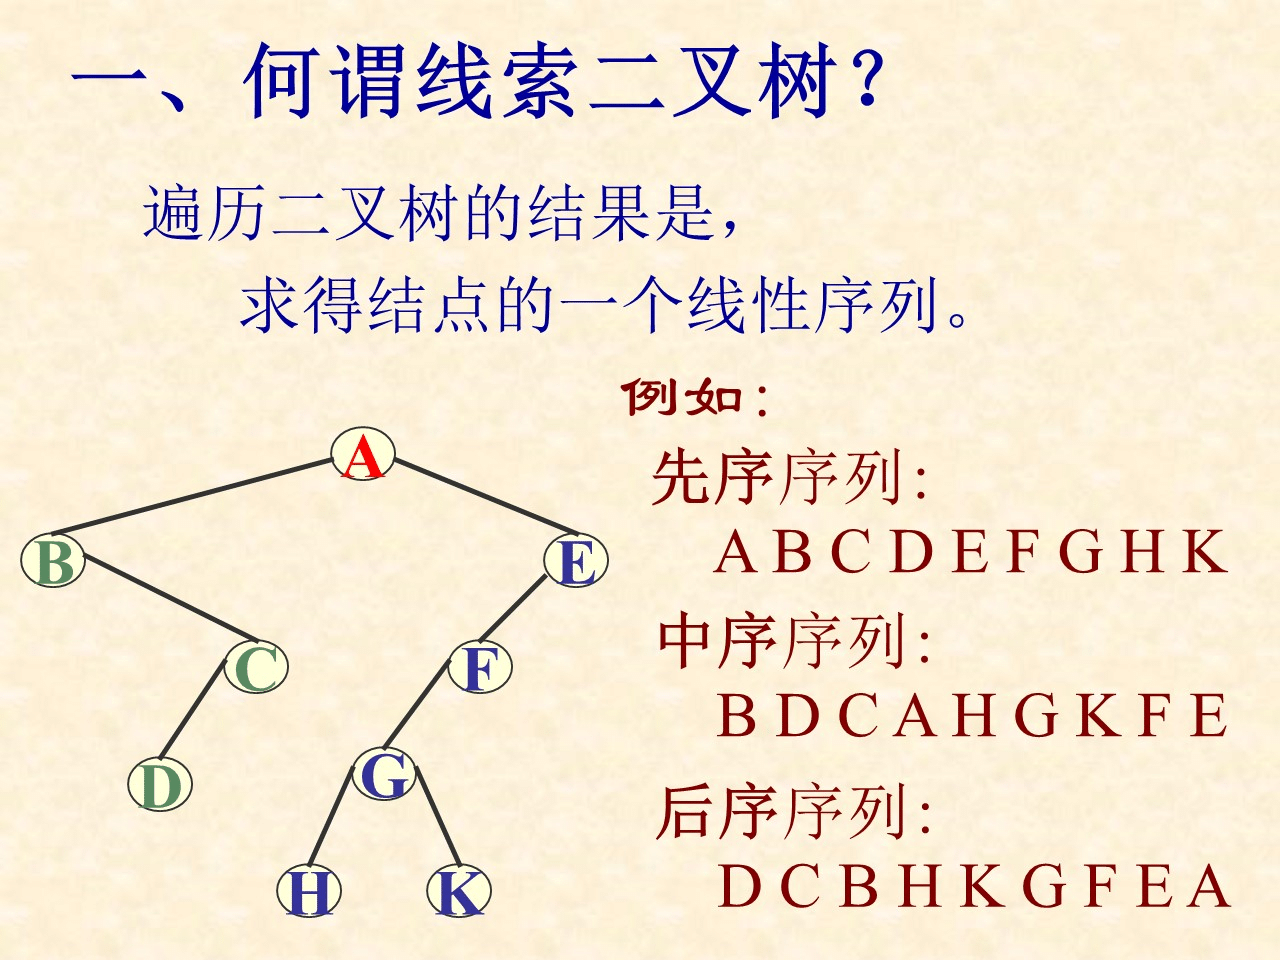 一、何谓线索二叉树？
遍历二叉树的结果是，
求得结点的一个线性序列。
例如：
先序序列：
A B C D E F G H K
中序序列：
B D C A H G K F E
后序序列：
D C B H K G F E A
A
B
E
C
F
D
G
H
K